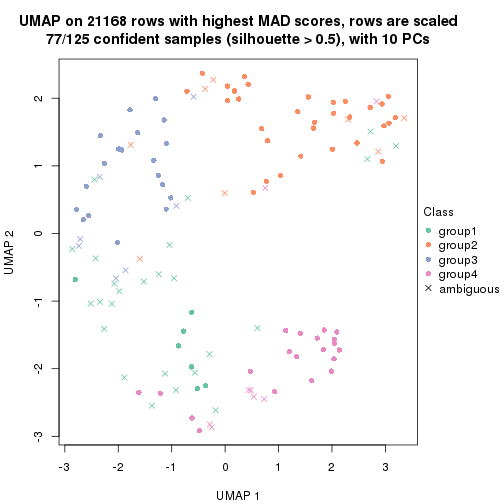 UMAP on 21168 rows with highest MAD scores, rows are scaled
77/125 confident samples (silhouette > 0.5), with 10 PCs
UMAP 2
2
1
0
-1
-2
-3
-3
-2
-1
0
1
2
3
UMAP 1
Class
group1
group2
group3
group4
ambiguous